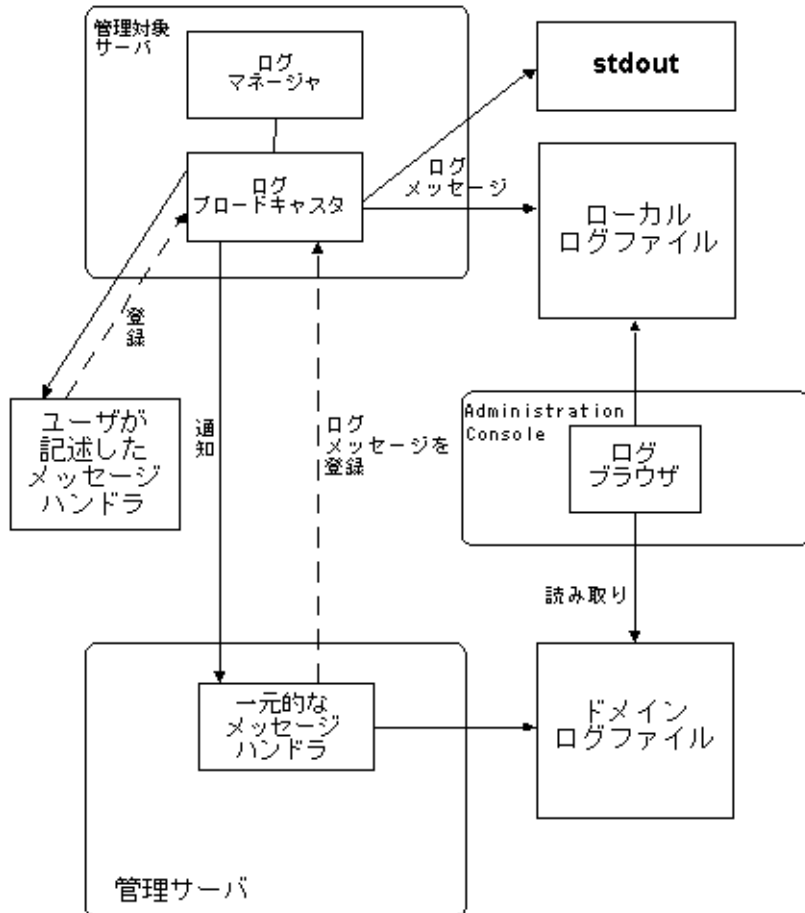 管理対象
サーバ
ログ
マネージャ
stdout
ログ
ブロードキャスタ
ログ
メッセージ
ローカル
ログファイル
登録
ユーザが
記述した
メッセージ
ハンドラ
通知
ログ
メッセージを
登録
Administration
Console
ログ
ブラウザ
読み取り
一元的な
メッセージ
ハンドラ
ドメイン
ログファイル
管理サーバ